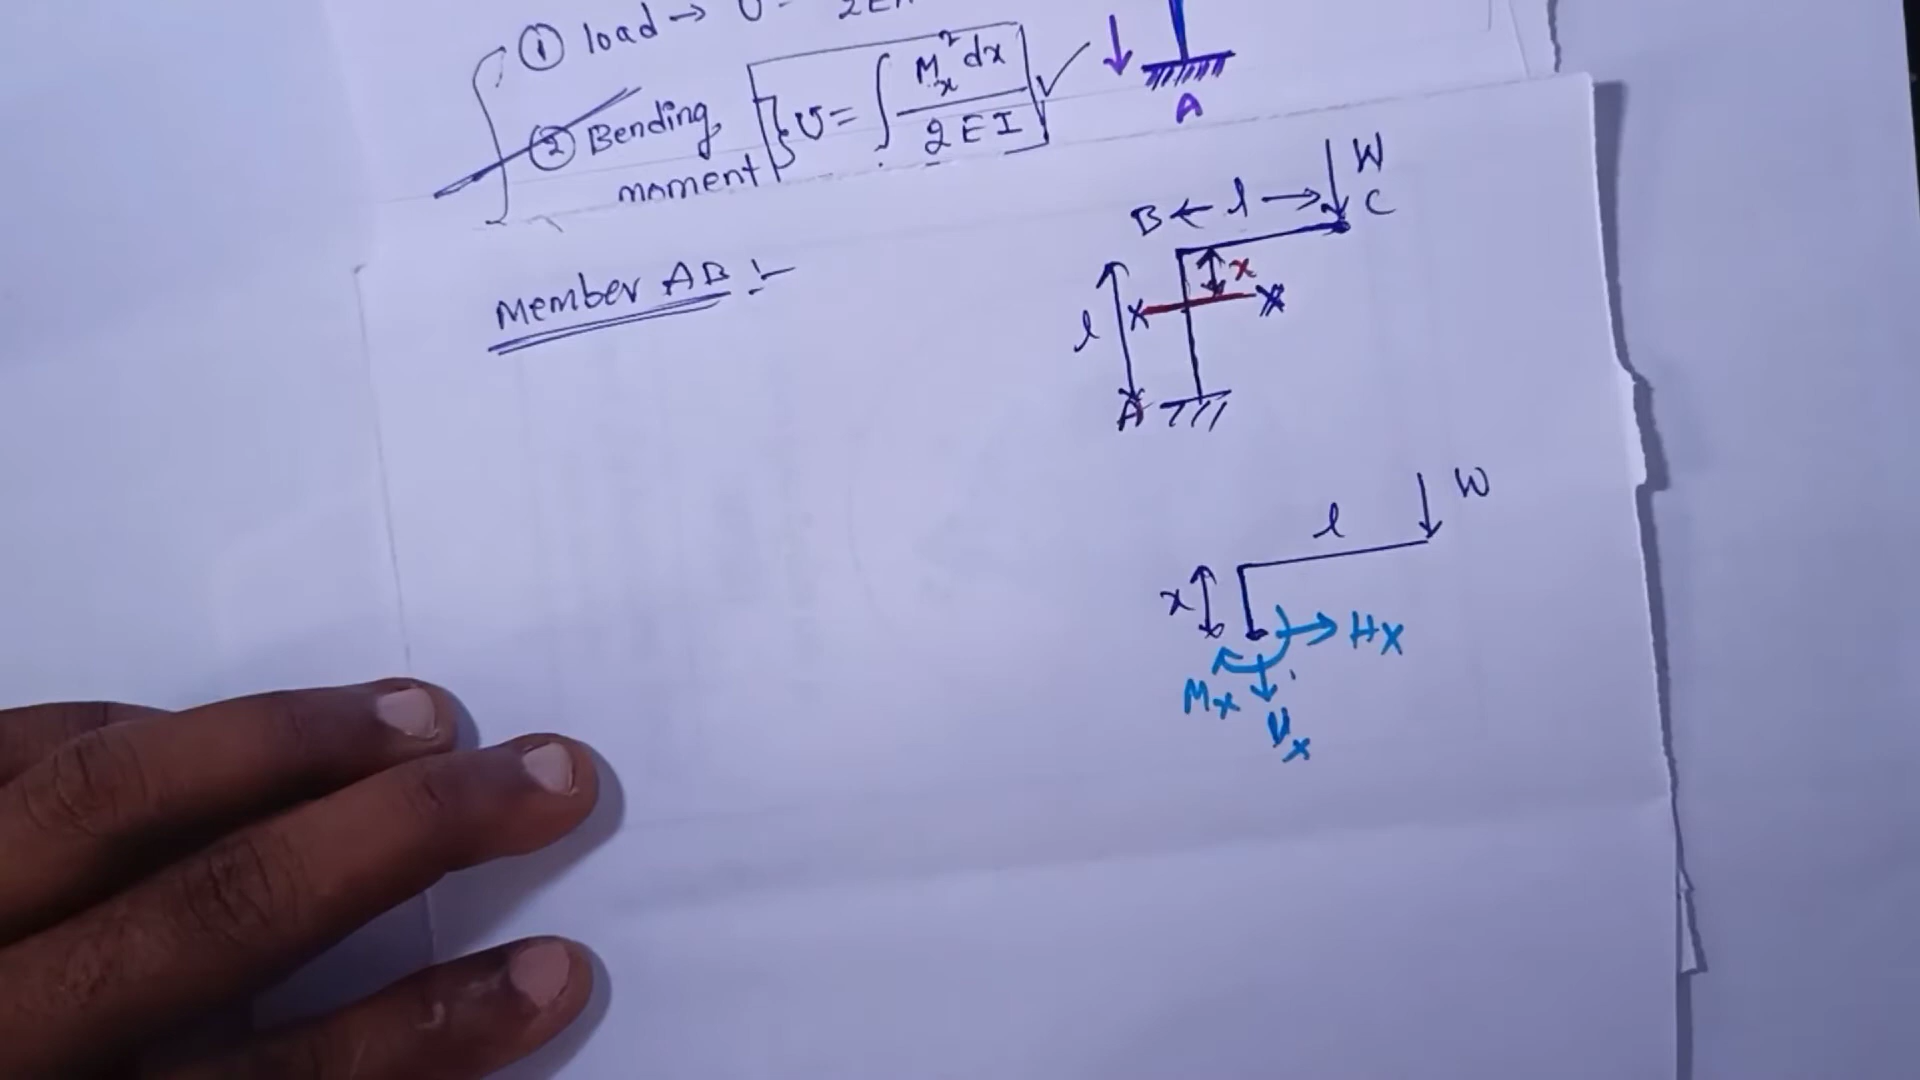 ① load → U =
② Bending moment U = ∫ Mx² dx / 2EI ✓
A
W
B ← l → C
Member AB :-
x
X X
l
A
W
l
x
Hx
Mx
Vx